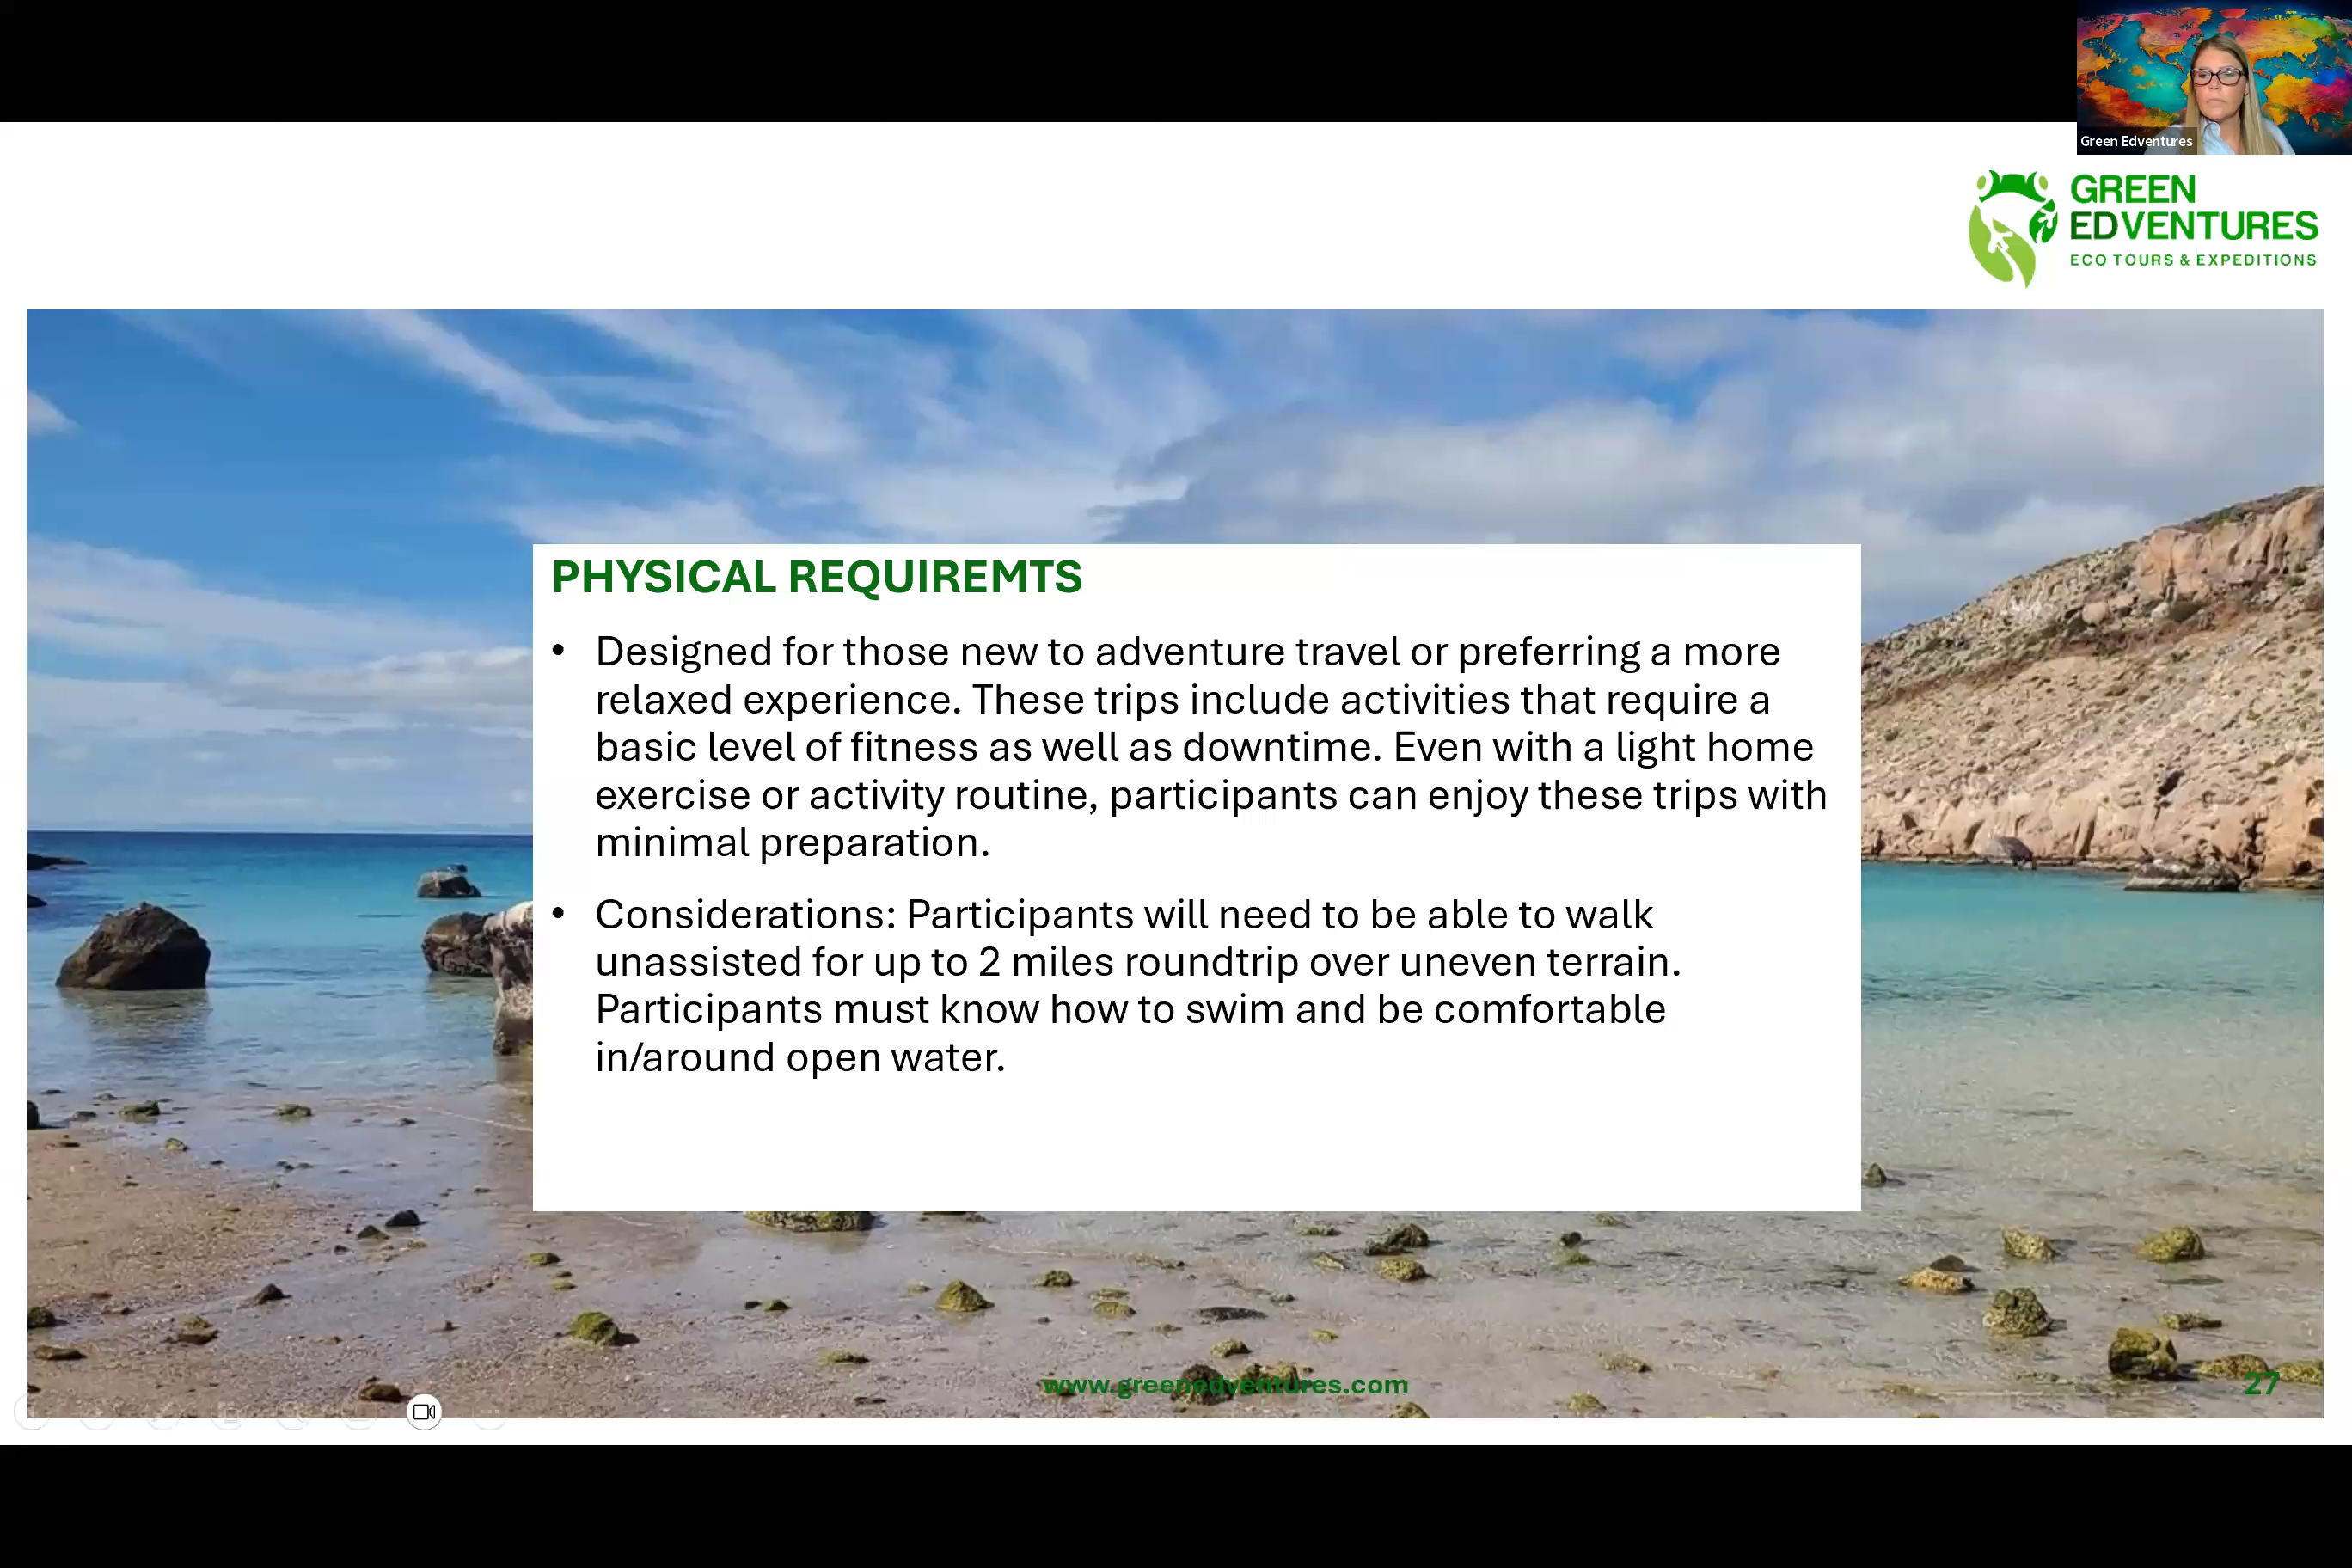 Green Edventures
GREEN
EDVENTURES
ECO TOURS & EXPEDITIONS
PHYSICAL REQUIREMTS
• Designed for those new to adventure travel or preferring a more
relaxed experience. These trips include activities that require a
basic level of fitness as well as downtime. Even with a light home
exercise or activity routine, participants can enjoy these trips with
minimal preparation.
• Considerations: Participants will need to be able to walk
unassisted for up to 2 miles roundtrip over uneven terrain.
Participants must know how to swim and be comfortable
in/around open water.
www.greenedventures.com
27